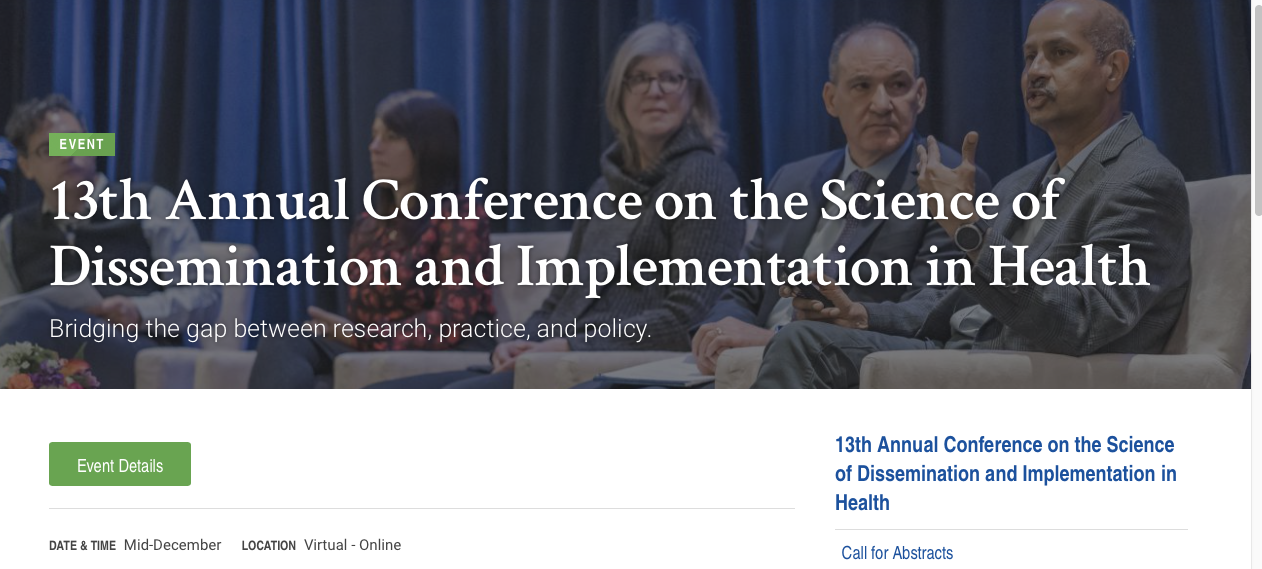 EVENT
13th Annual Conference on the Science of
Dissemination and Implementation in Health
Bridging the gap between research, practice, and policy.
Event Details
DATE & TIME Mid-December LOCATION Virtual - Online
13th Annual Conference on the Science
of Dissemination and Implementation in
Health
Call for Abstracts